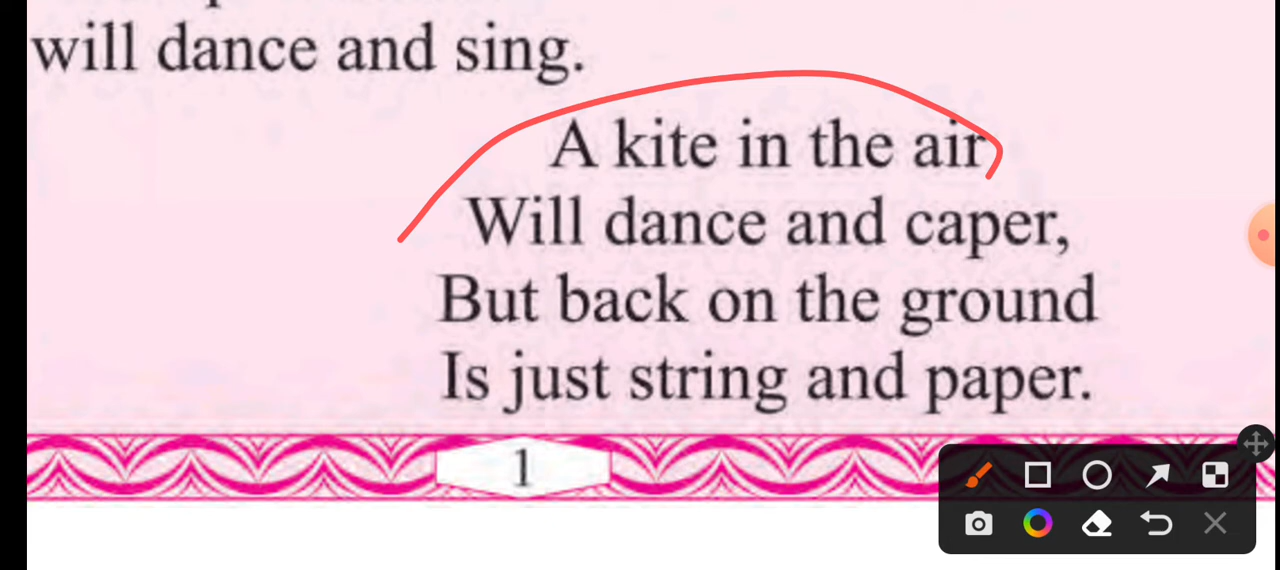 will dance and sing.
A kite in the air
Will dance and caper,
But back on the ground
Is just string and paper.
1